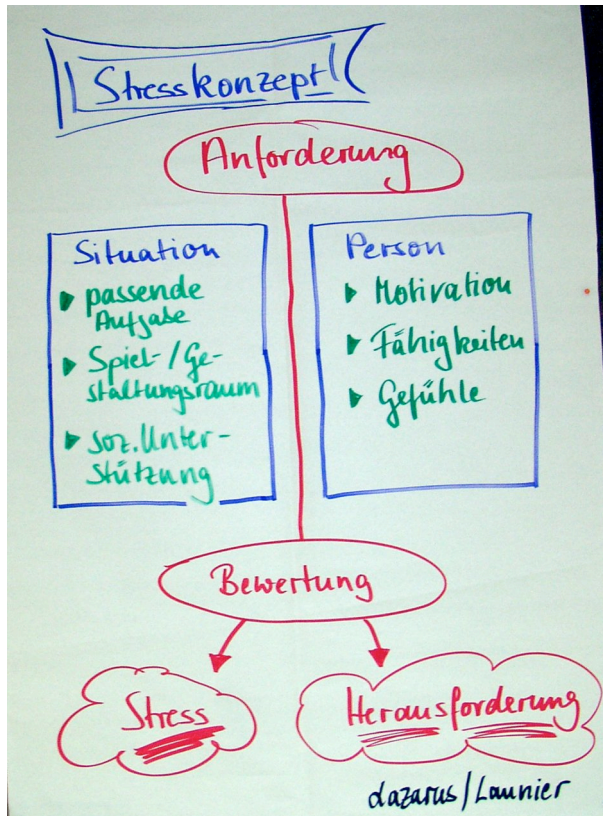 Stresskonzept
Anforderung
Situation
passende
Aufgabe
Spiel-/Ge-
staltungsraum
soz. Unter-
stützung
Person
Motivation
Fähigkeiten
Gefühle
Bewertung
Stress
Herausforderung
Lazarus/Launier